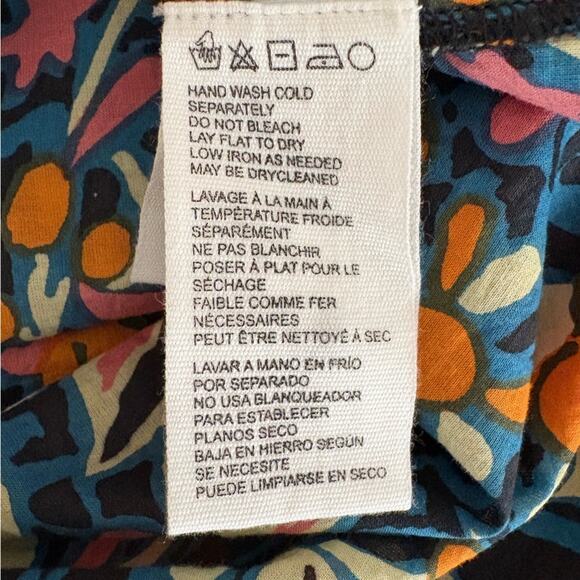 HAND WASH COLD
SEPARATELY
DO NOT BLEACH
LAY FLAT TO DRY
LOW IRON AS NEEDED
MAY BE DRYCLEANED
LAVAGE À LA MAIN À
TEMPÉRATURE FROIDE
SÉPARÉMENT
NE PAS BLANCHIR
POSER À PLAT POUR LE
SÉCHAGE
FAIBLE COMME FER
NÉCESSAIRES
PEUT ÊTRE NETTOYÉ À SEC
LAVAR A MANO EN FRÍO
POR SEPARADO
NO USA BLANQUEADOR
PARA ESTABLECER
PLANOS SECO
BAJA EN HIERRO SEGÚN
SE NECESITE
PUEDE LIMPIARSE EN SECO